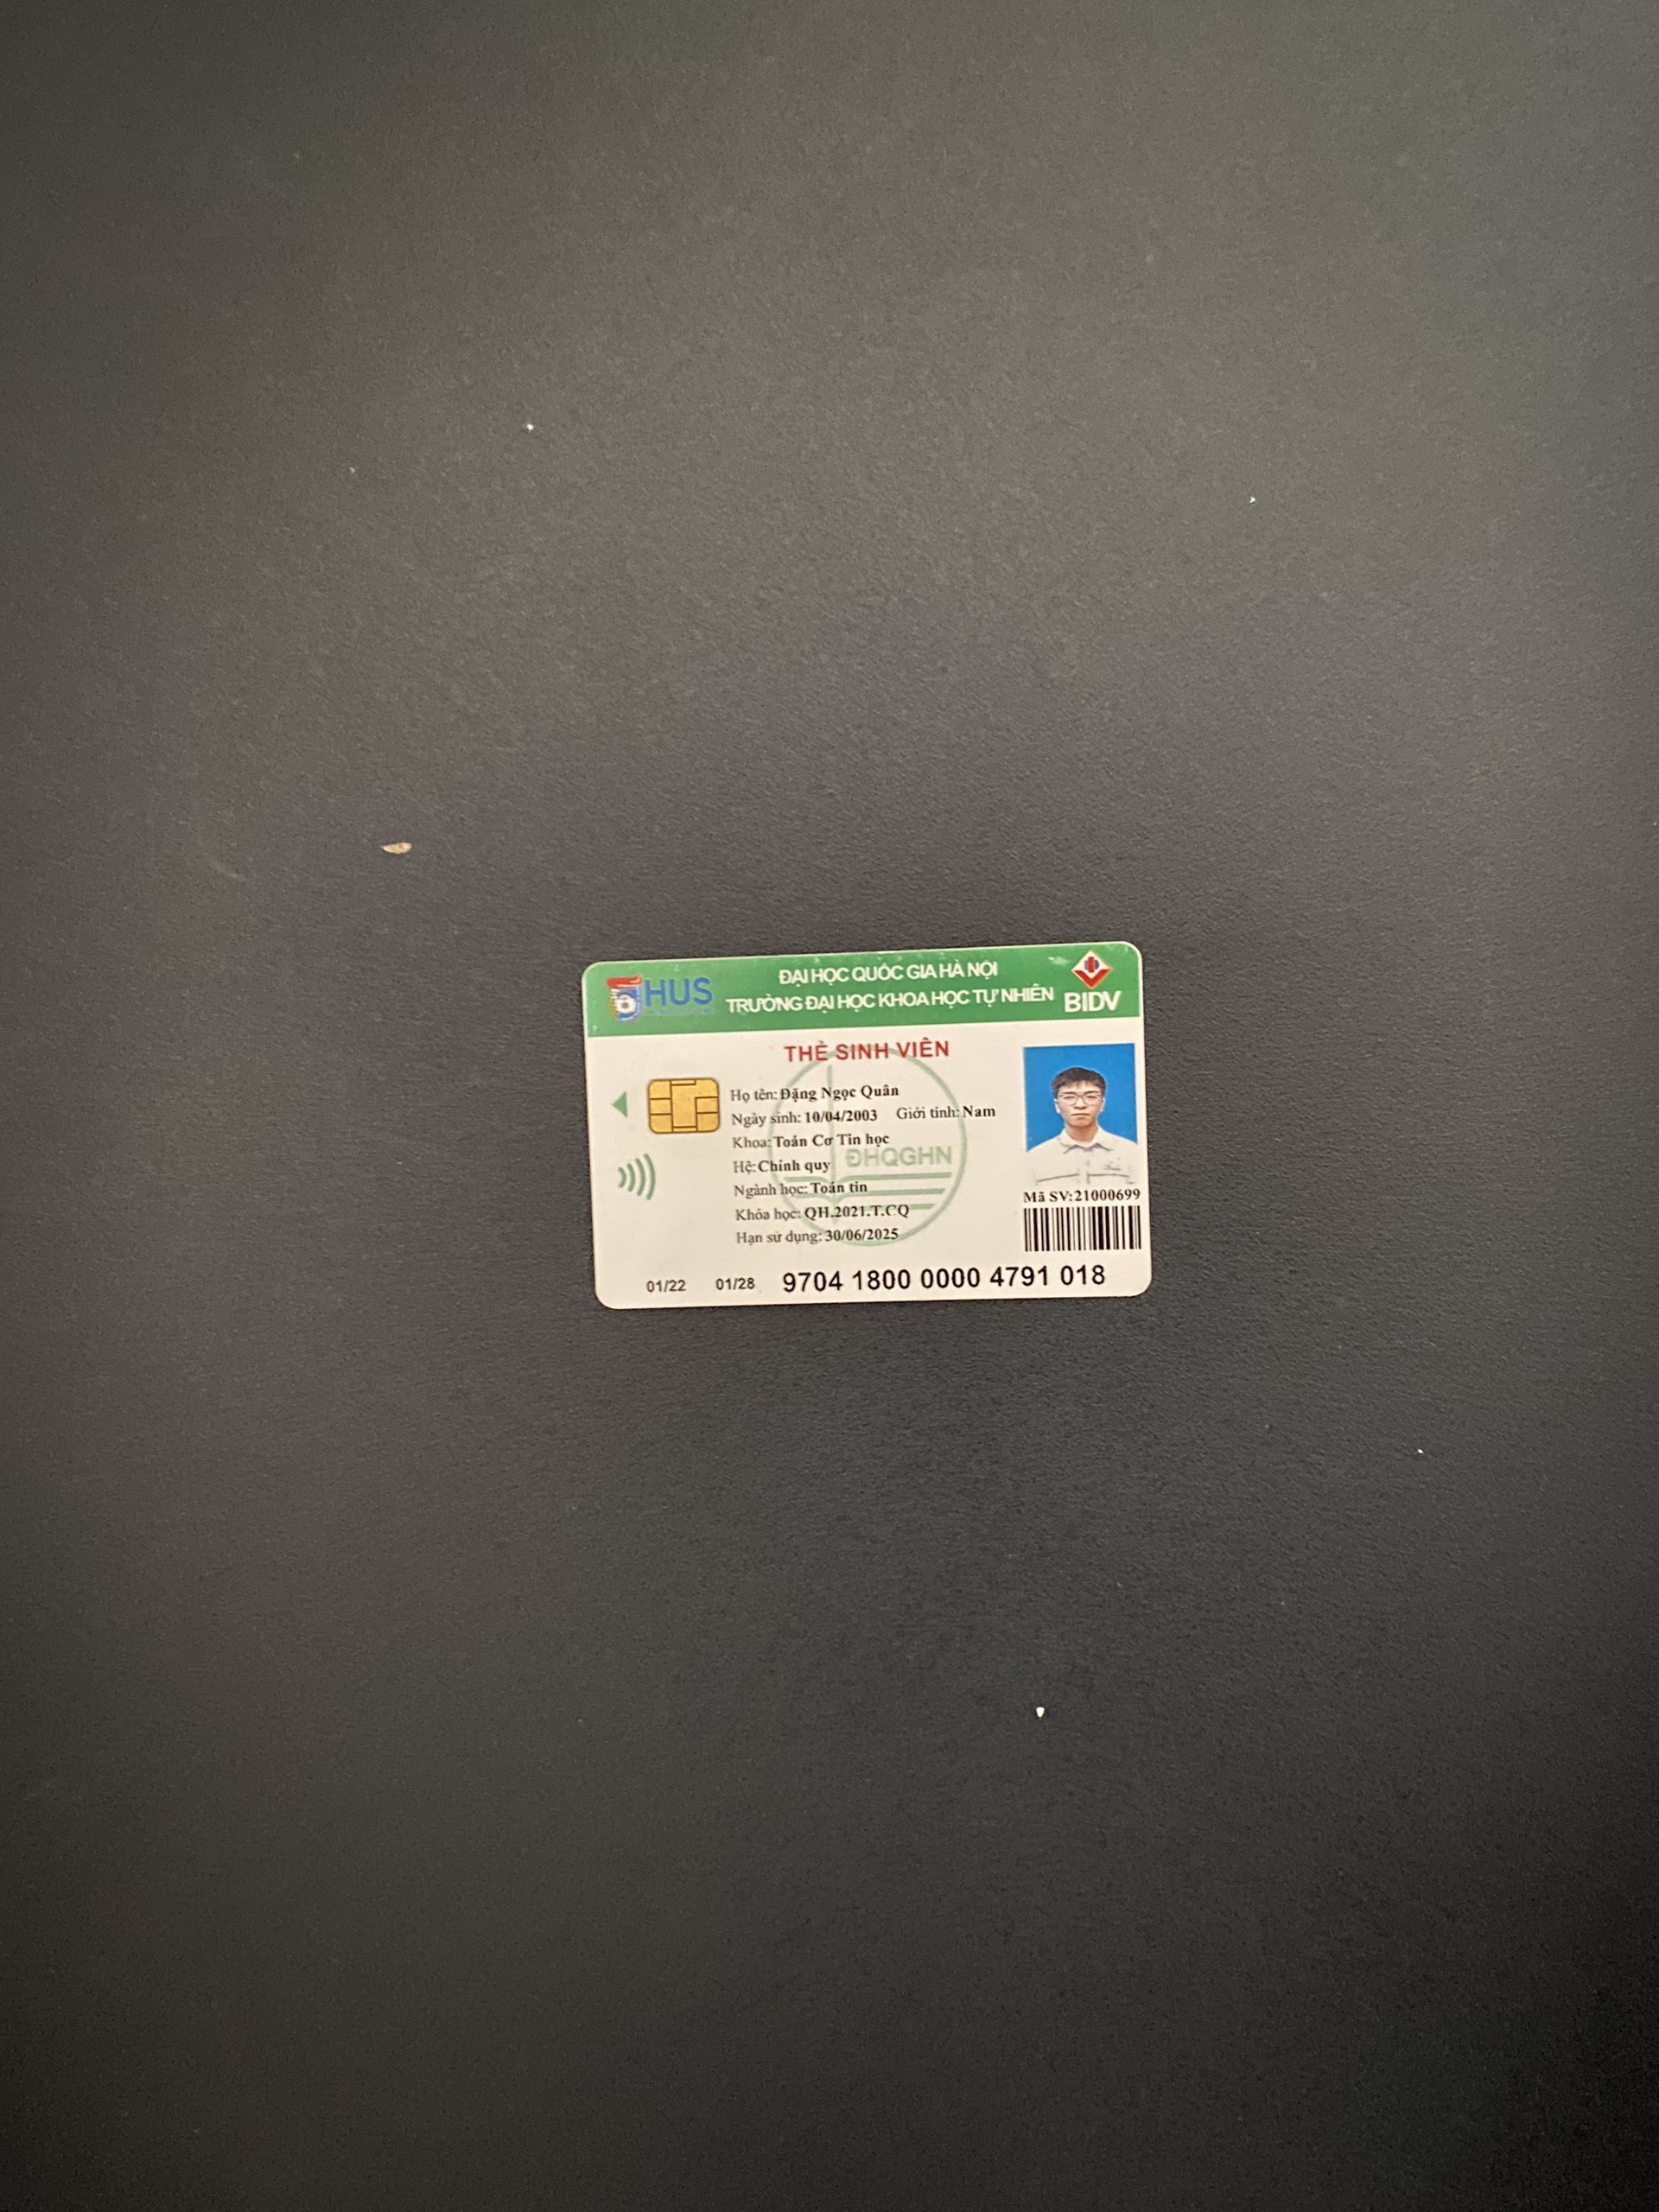 HUS
ĐẠI HỌC QUỐC GIA HÀ NỘI
TRƯỜNG ĐẠI HỌC KHOA HỌC TỰ NHIÊN
BIDV
THẺ SINH VIÊN
Họ tên: Đặng Ngọc Quân
Ngày sinh: 10/04/2003 Giới tính: Nam
Khoa: Toán Cơ Tin học
Hệ: Chính quy
ĐHQGHN
Ngành học: Toán tin
Khóa học: QH.2021.T.CQ
Hạn sử dụng: 30/06/2025
Mã SV:21000699
01/22 01/28 9704 1800 0000 4791 018